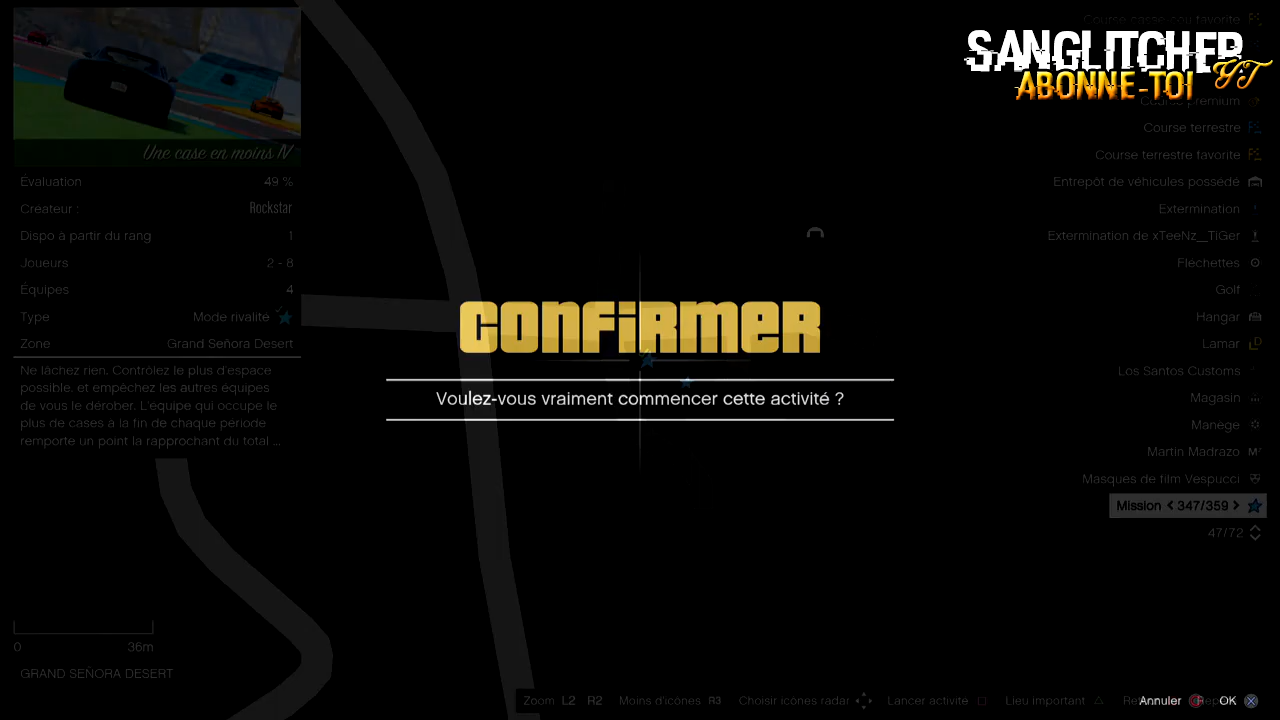 Une case en moins IV
Évaluation 49 %
Créateur : Rockstar
Dispo à partir du rang 1
Joueurs 2 - 8
Équipes 4
Type Mode rivalité
Zone Grand Señora Desert
Ne lâchez rien. Contrôlez le plus d'espace
possible, et empêchez les autres équipes
de vous le dérober. L'équipe qui occupe le
plus de cases à la fin de chaque période
remporte un point la rapprochant du total ...
0 36m
GRAND SEÑORA DESERT
CONFIRMER
Voulez-vous vraiment commencer cette activité ?
Course casse-cou favorite
SANGLITCHER
ABONNE-TOI YT
Course premium
Course terrestre
Course terrestre favorite
Entrepôt de véhicules possédé
Extermination
Extermination de xTeeNz__TiGer
Fléchettes
Golf
Hangar
Lamar LD
Los Santos Customs
Magasin
Manège
Martin Madrazo M
Masques de film Vespucci
Mission < 347/359 >
47/72
Zoom L2 R2 Moins d'icônes R3 Choisir icônes radar Lancer activité Lieu important Annuler OK